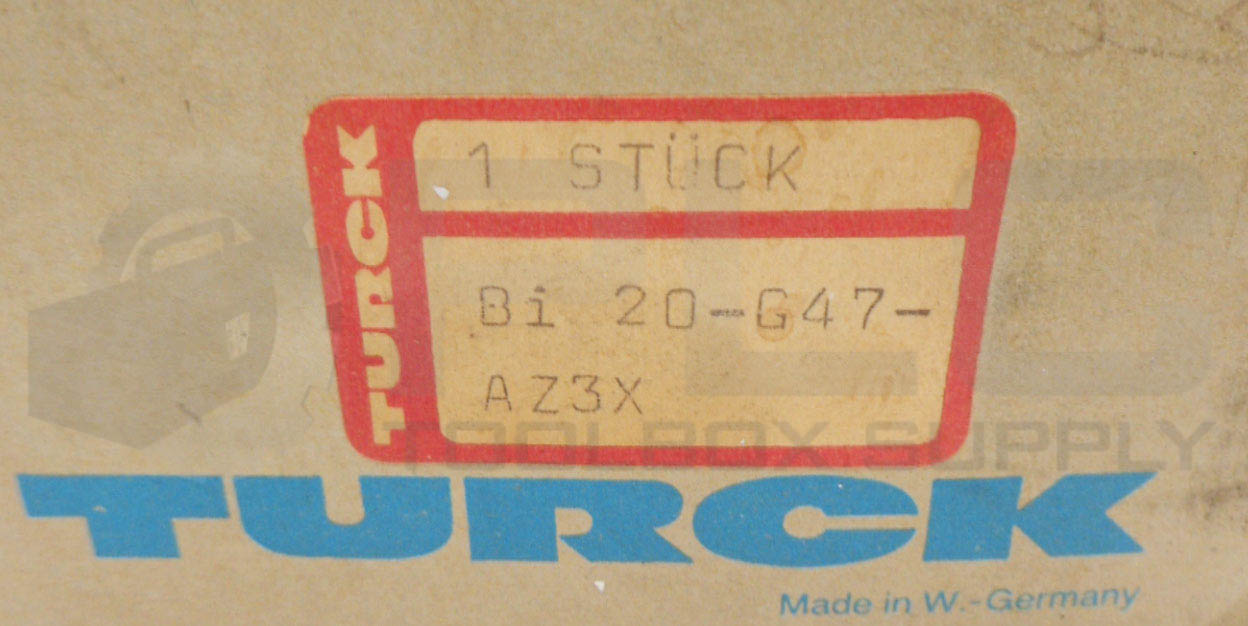 TURCK
1 STÜCK
Bi 20-G47-
AZ3X
TOOLBOX.SUPPLY
TURCK
Made in W.-Germany